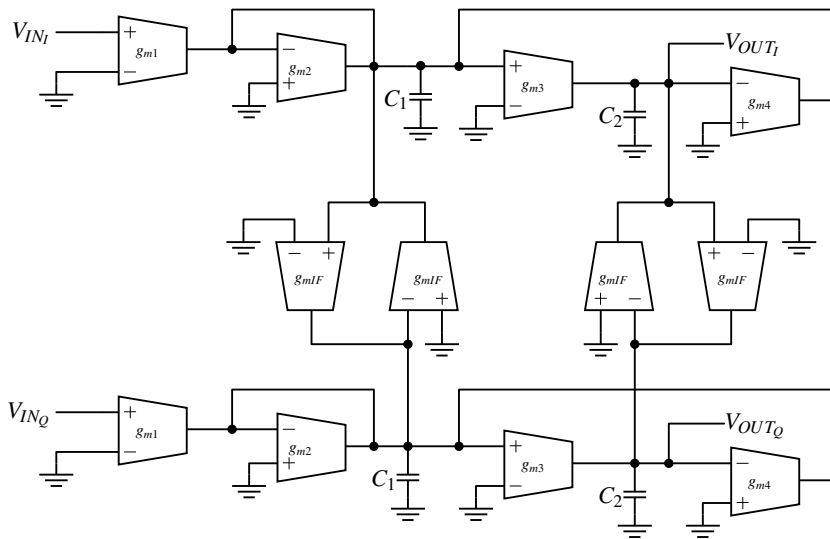 V_{IN_I}
+
−
g_{m1}
−
+
g_{m2}
C_1
+
−
g_{m3}
C_2
V_{OUT_I}
−
+
g_{m4}
−
+
g_{mIF}
g_{mIF}
−
+
g_{mIF}
+
−
+
−
g_{mIF}
V_{IN_Q}
+
−
g_{m1}
−
+
g_{m2}
C_1
+
−
g_{m3}
C_2
V_{OUT_Q}
−
+
g_{m4}